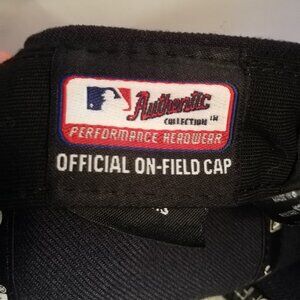 Authentic
COLLECTION TM
PERFORMANCE HEADWEAR
OFFICIAL ON-FIELD CAP